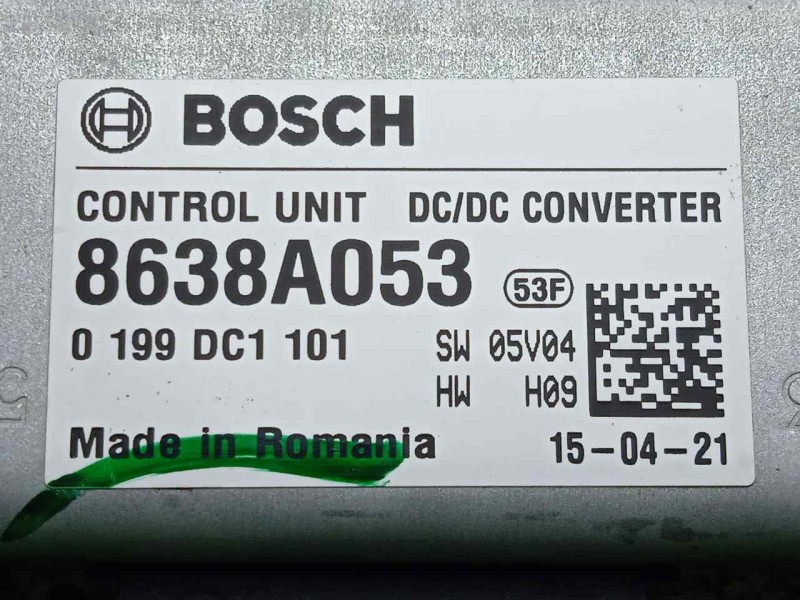 BOSCH
CONTROL UNIT DC/DC CONVERTER
8638A053 53F
0 199 DC1 101 SW 05V04
HW H09
Made in Romania 15-04-21